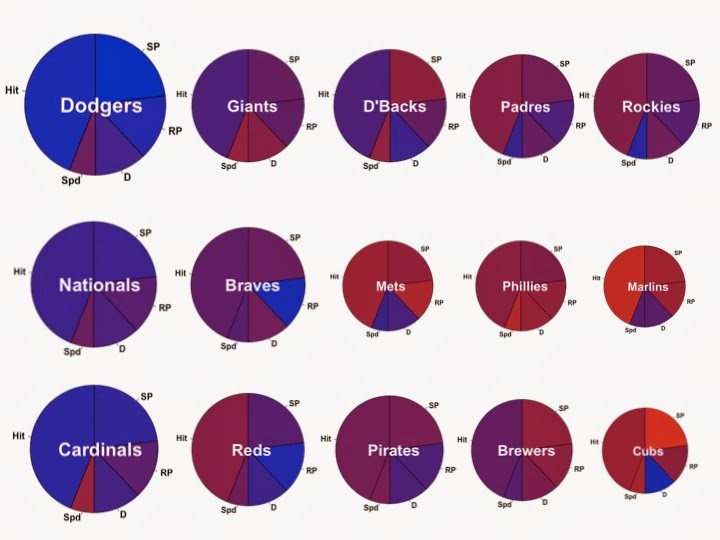 SP
Hit
Dodgers
RP
Spd
D
SP
Hit
Giants
RP
Spd
D
SP
Hit
D'Backs
RP
Spd
D
SP
Hit
Padres
RP
Spd
D
SP
Hit
Rockies
RP
Spd
D
SP
Hit
Nationals
RP
Spd
D
SP
Hit
Braves
RP
Spd
D
SP
Hit
Mets
RP
Spd
D
SP
Hit
Phillies
RP
Spd
D
SP
Hit
Marlins
RP
Spd
D
SP
Hit
Cardinals
RP
Spd
D
SP
Hit
Reds
RP
Spd
D
SP
Hit
Pirates
RP
Spd
D
SP
Hit
Brewers
RP
Spd
D
SP
Hit
Cubs
RP
Spd
D